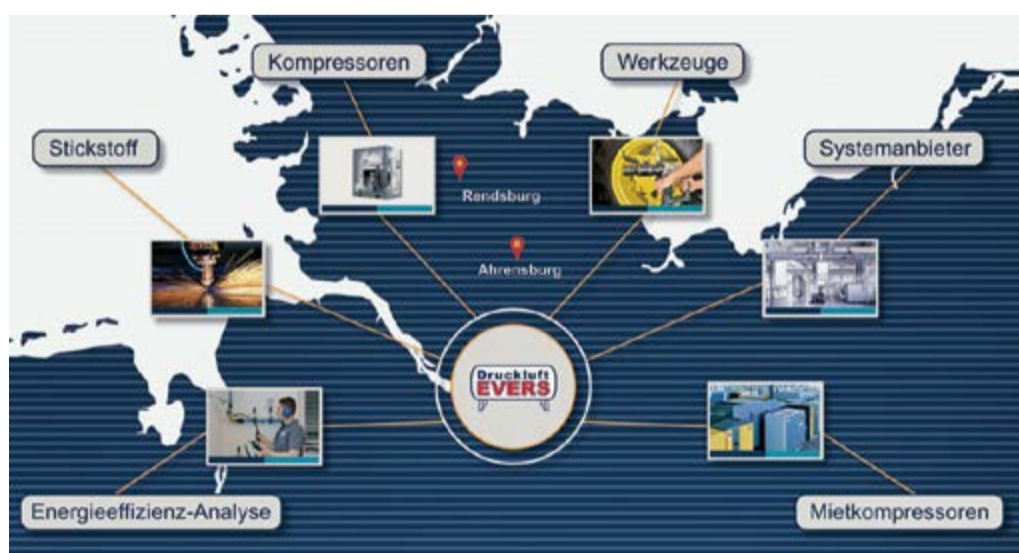 Kompressoren
Werkzeuge
Stickstoff
Systemanbieter
Rendsburg
Ahrensburg
Druckluft
EVERS
Energieeffizienz-Analyse
Mietkompressoren